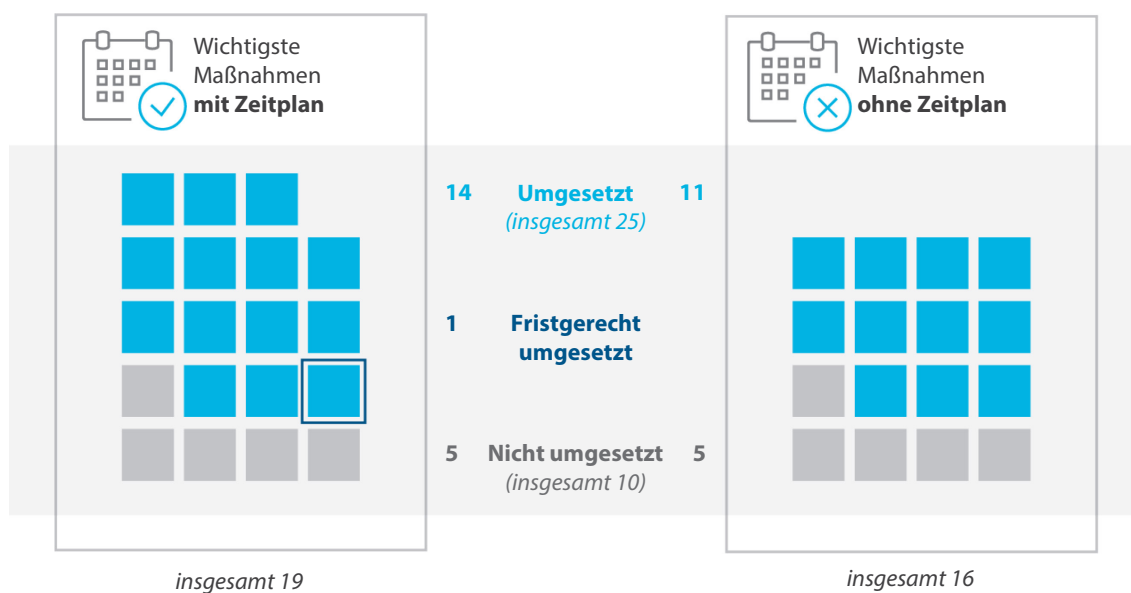 Wichtigste
Maßnahmen
mit Zeitplan
Wichtigste
Maßnahmen
ohne Zeitplan
14 Umgesetzt 11
(insgesamt 25)
1 Fristgerecht
umgesetzt
5 Nicht umgesetzt 5
(insgesamt 10)
insgesamt 19
insgesamt 16